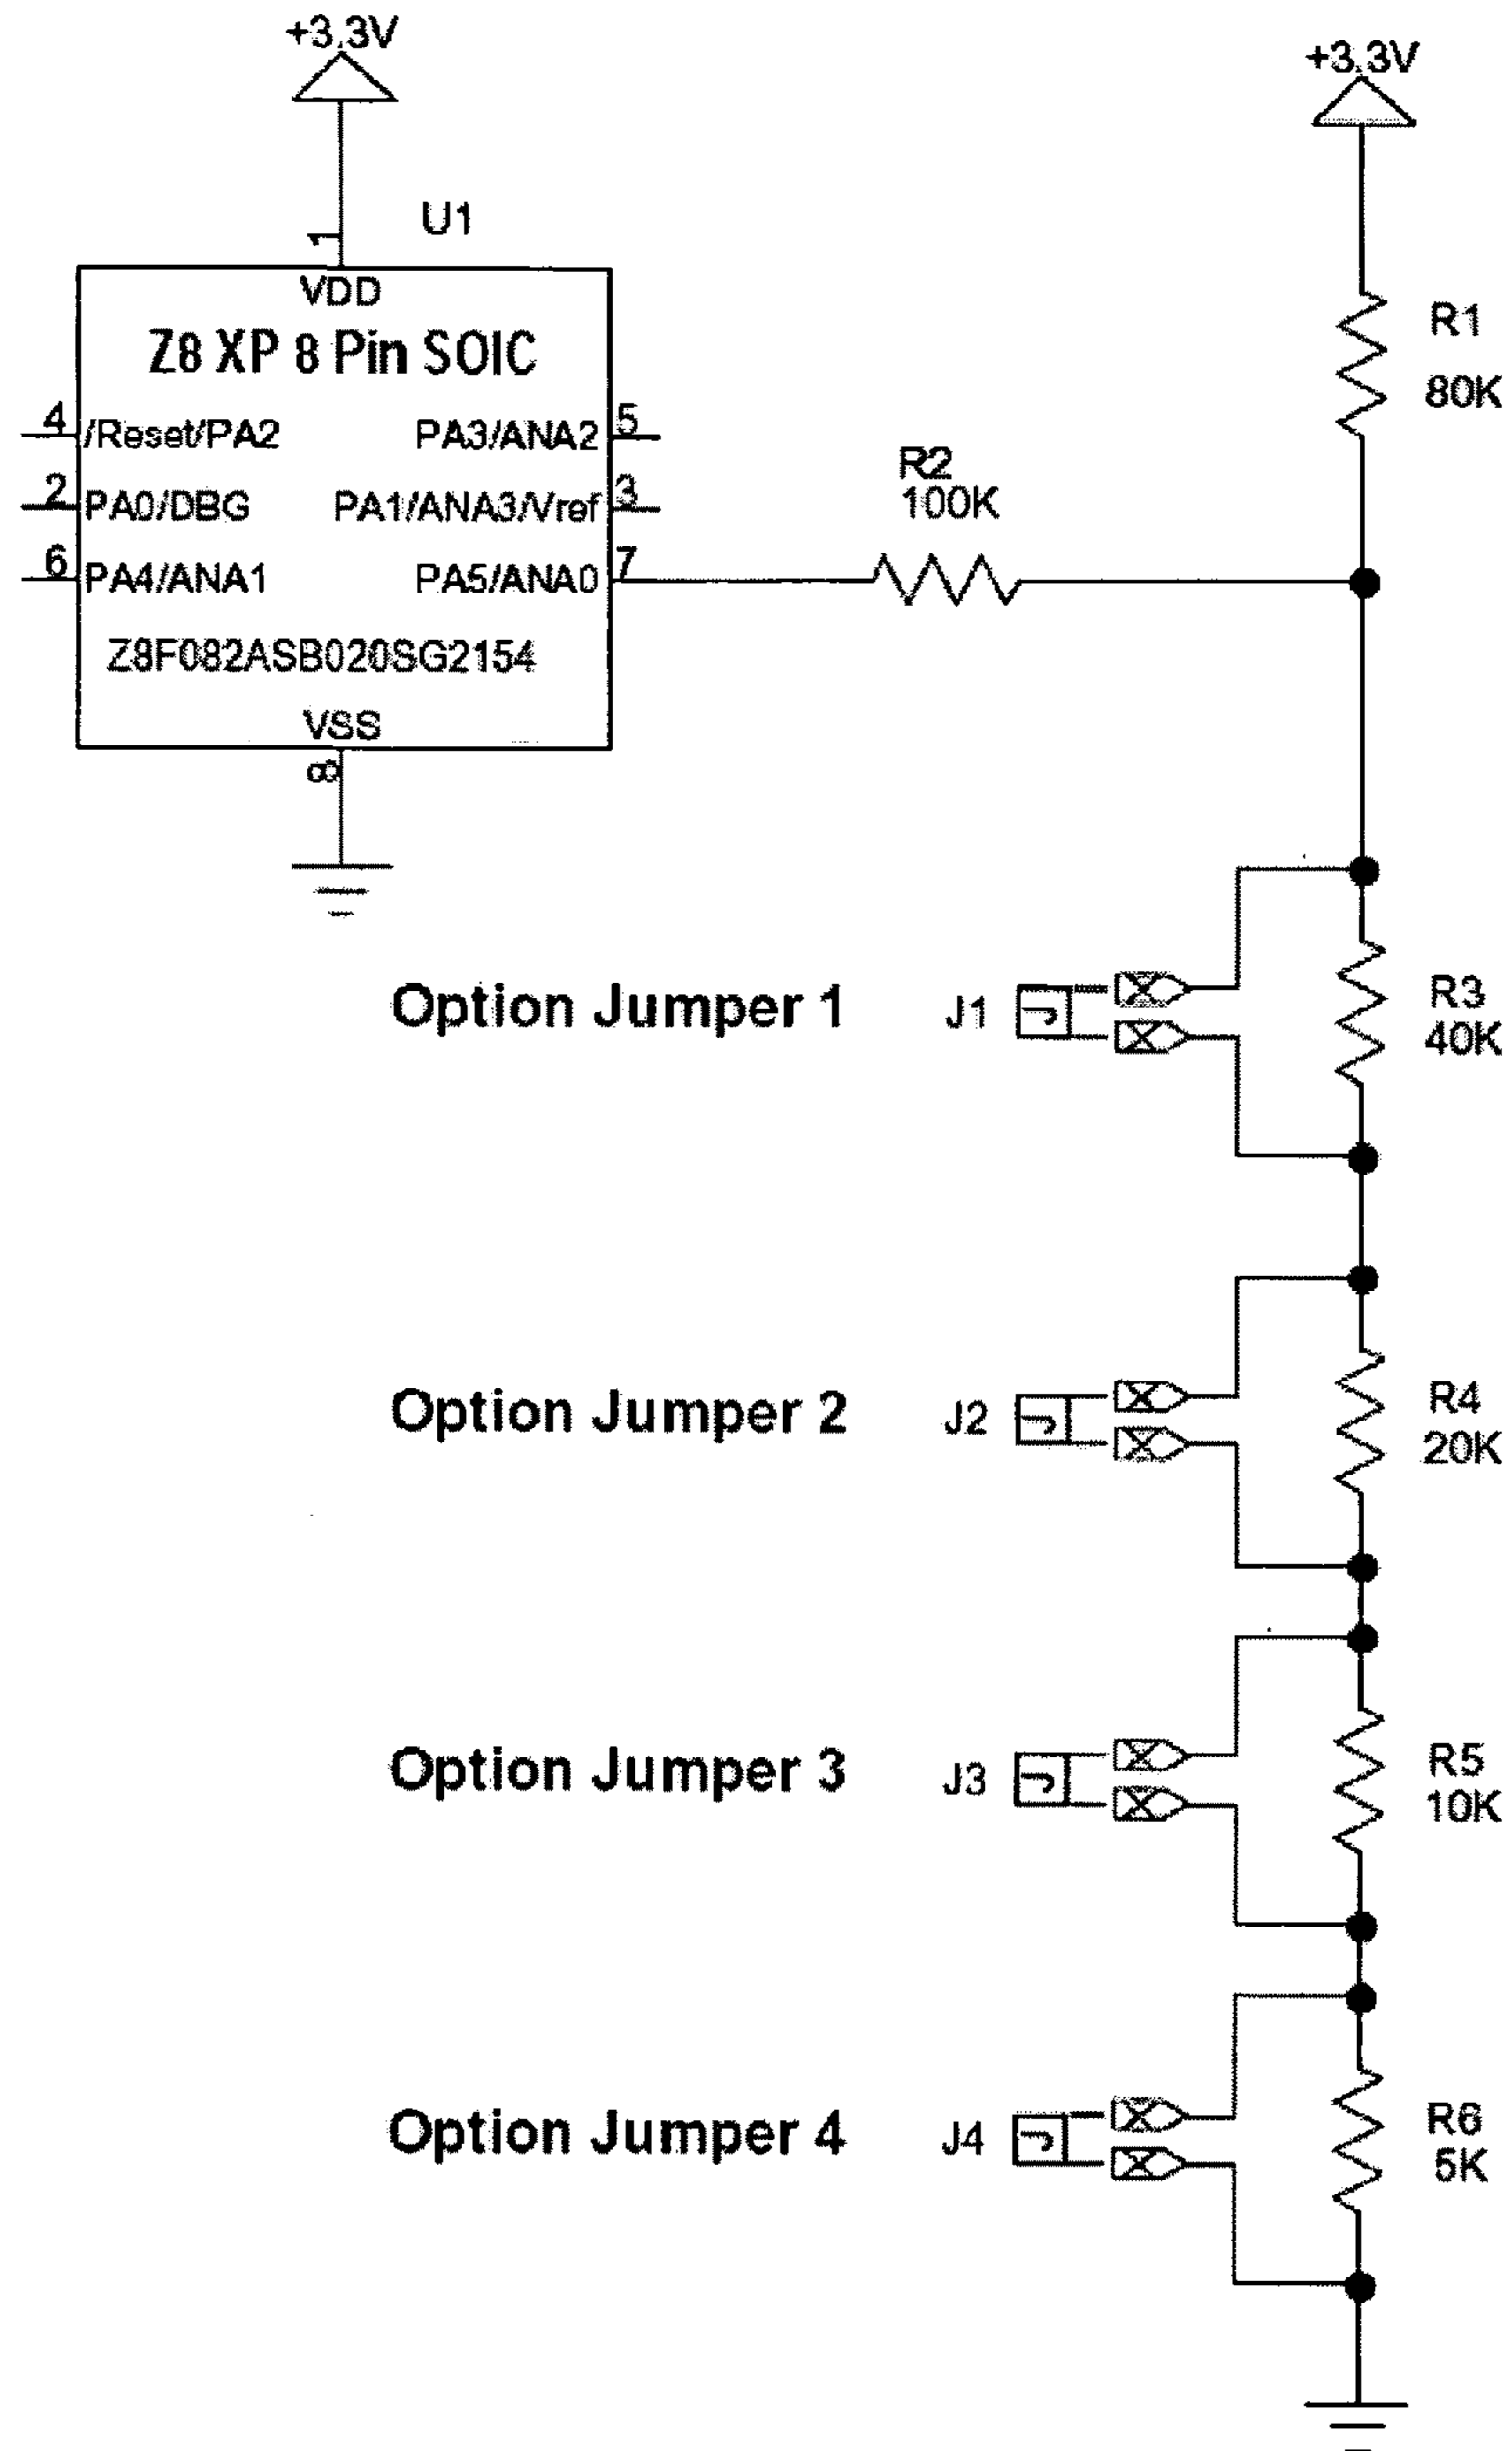 +3.3V
+3.3V
U1
1
VDD
Z8 XP 8 Pin SOIC
4 /Reset/PA2
PA3/ANA2 5
2 PA0/DBG
PA1/ANA3/Vref 3
6 PA4/ANA1
PA5/ANA0 7
Z8F082ASB020SG2154
VSS
8
R1
80K
R2
100K
Option Jumper 1
J1
J
R3
40K
Option Jumper 2
J2
J
R4
20K
Option Jumper 3
J3
J
R5
10K
Option Jumper 4
J4
J
R6
5K